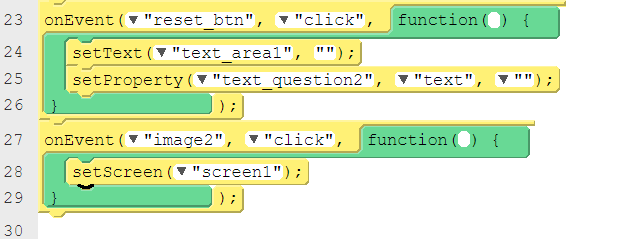 23 onEvent(▼"reset_btn", ▼"click", function() {
24 setText(▼"text_area1", "");
25 setProperty(▼"text_question2", ▼"text", ▼"");
26 } );
27 onEvent(▼"image2", ▼"click", function() {
28 setScreen(▼"screen1");
29 } );
30